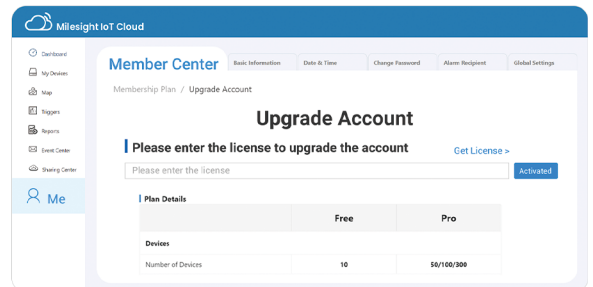 Milesight IoT Cloud
Dashboard
My Devices
Map
Triggers
Reports
Event Center
Sharing Center
Me
Member Center
Basic Information
Date & Time
Change Password
Alarm Recipient
Global Settings
Membership Plan / Upgrade Account
Upgrade Account
Please enter the license to upgrade the account
Get License >
Please enter the license
Activated
Plan Details
Free Pro
Devices
Number of Devices 10 50/100/300